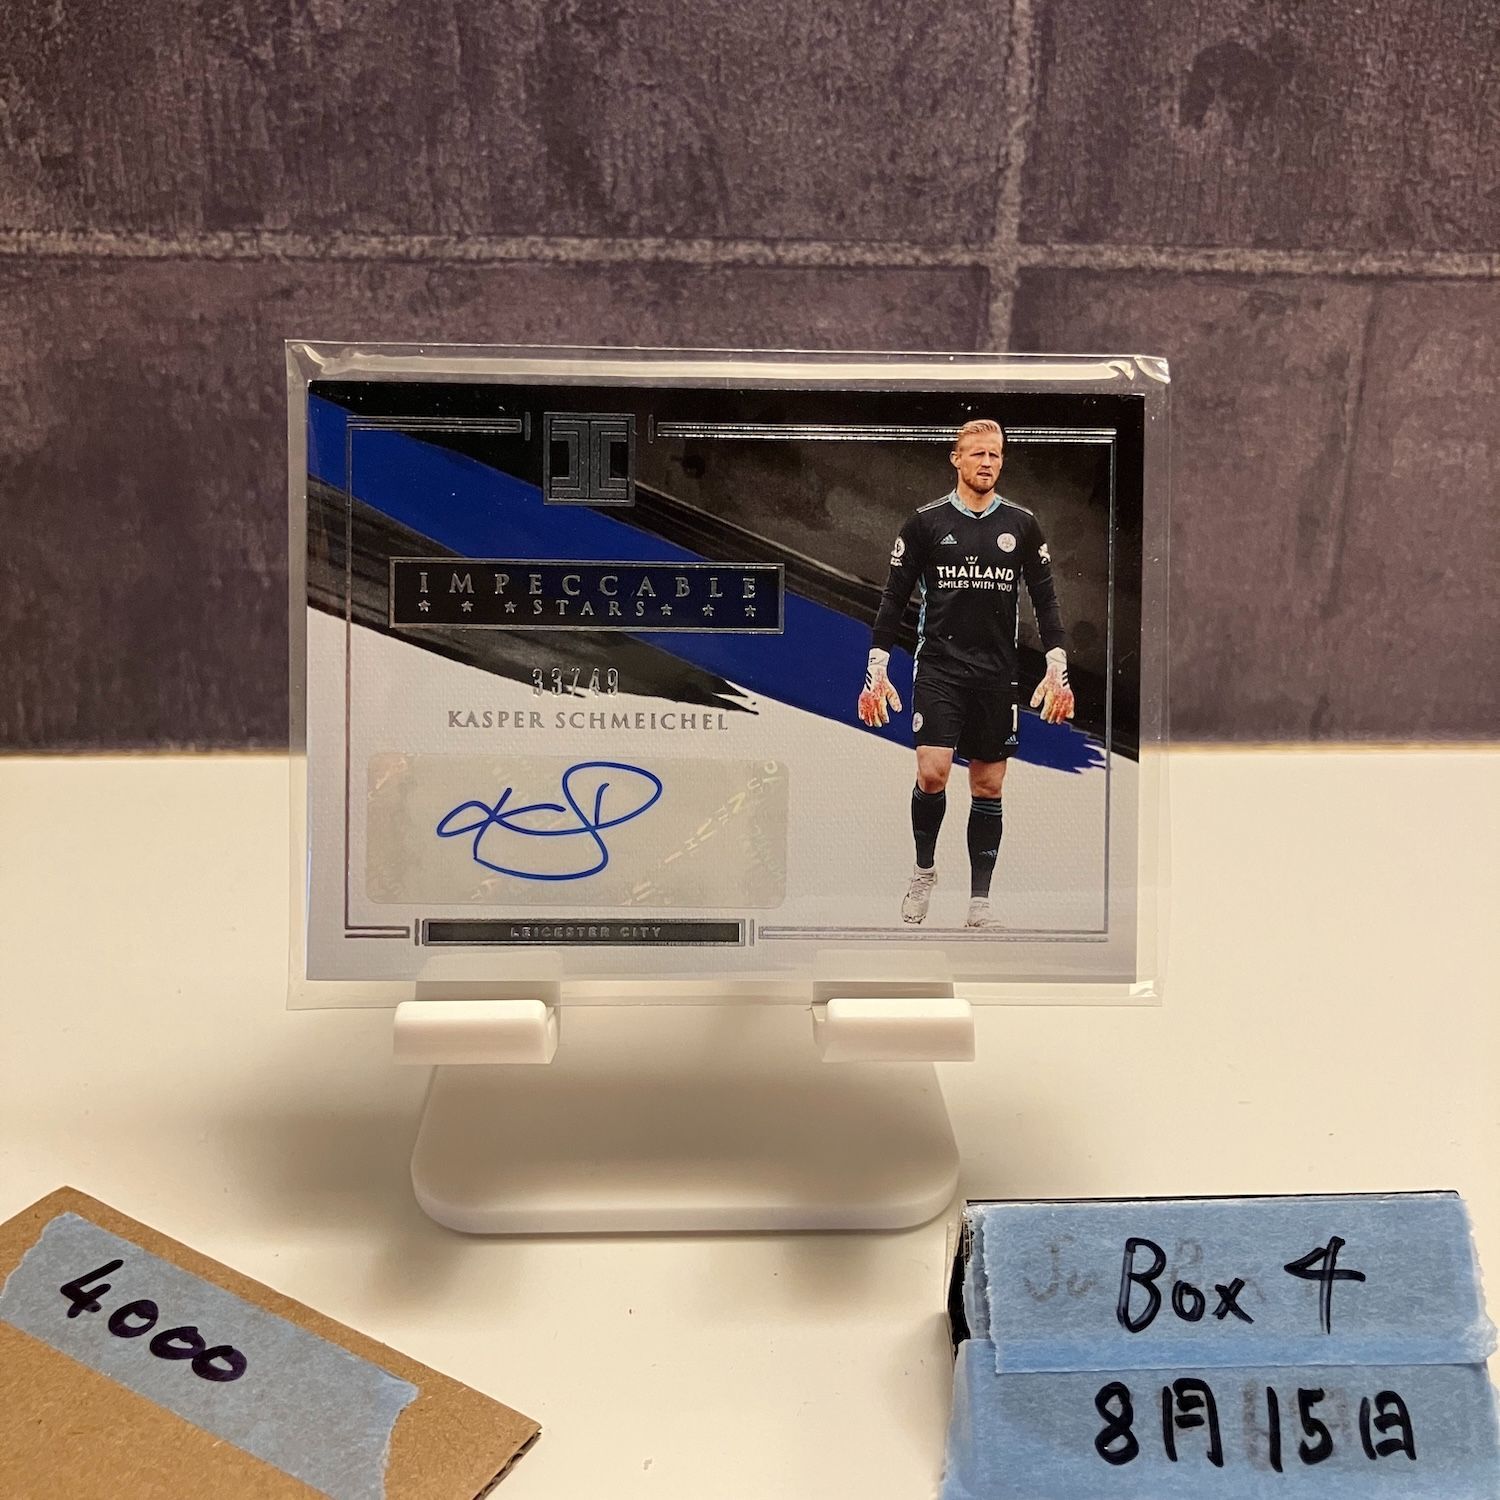 IMPECCABLE
STARS
33/49
KASPER SCHMEICHEL
LEICESTER CITY
THAILAND
SMILES WITH YOU
1
4000
Box 4
8月15日